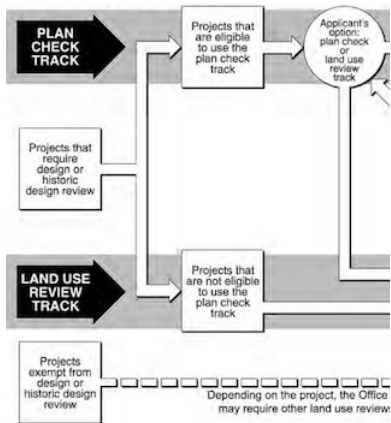 PLAN
CHECK
TRACK
Projects that
are eligible
to use the
plan check
track
Applicant's
option:
plan check
or
land use
review
track
Projects that
require
design or
historic
design review
LAND USE
REVIEW
TRACK
Projects that
are not eligible
to use the
plan check
track
Projects
exempt from
design or
historic design
review
Depending on the project, the Office
may require other land use review